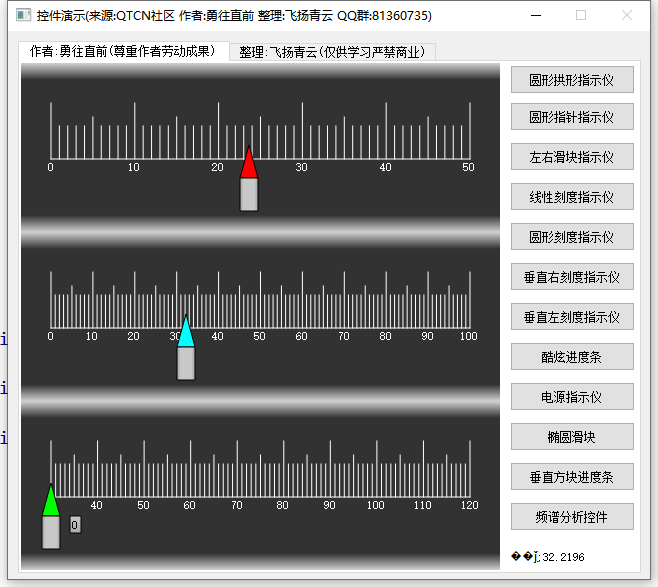 控件演示(来源:QTCN社区 作者:勇往直前 整理:飞扬青云 QQ群:81360735)
作者:勇往直前(尊重作者劳动成果)
整理:飞扬青云(仅供学习严禁商业)
0 10 20 30 40 50
0 10 20 30 40 50 60 70 80 90 100
40 50 60 70 80 90 100 110 120
0
圆形拱形指示仪
圆形指针指示仪
左右滑块指示仪
线性刻度指示仪
圆形刻度指示仪
垂直右刻度指示仪
垂直左刻度指示仪
酷炫进度条
电源指示仪
椭圆滑块
垂直方块进度条
频谱分析控件
��ǰ:32.2196
i
i
i